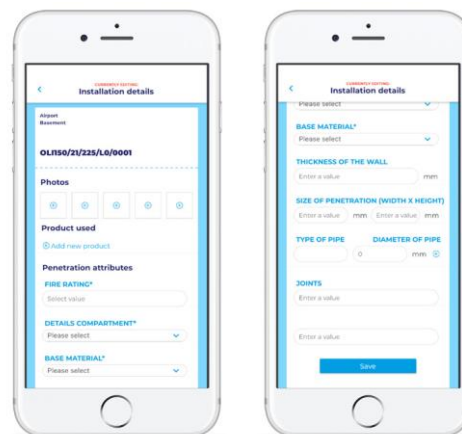 CURRENTLY EDITING
Installation details
Airport
Basement
OLI150/21/225/L0/0001
Photos
Product used
Add new product
Penetration attributes
FIRE RATING*
Select value
DETAILS COMPARTMENT*
Please select
BASE MATERIAL*
Please select
CURRENTLY EDITING
Installation details
Please select
BASE MATERIAL*
Please select
THICKNESS OF THE WALL
Enter a value mm
SIZE OF PENETRATION (WIDTH X HEIGHT)
Enter a value mm Enter a value mm
TYPE OF PIPE DIAMETER OF PIPE
0 mm
JOINTS
Enter a value
Enter a value
Save